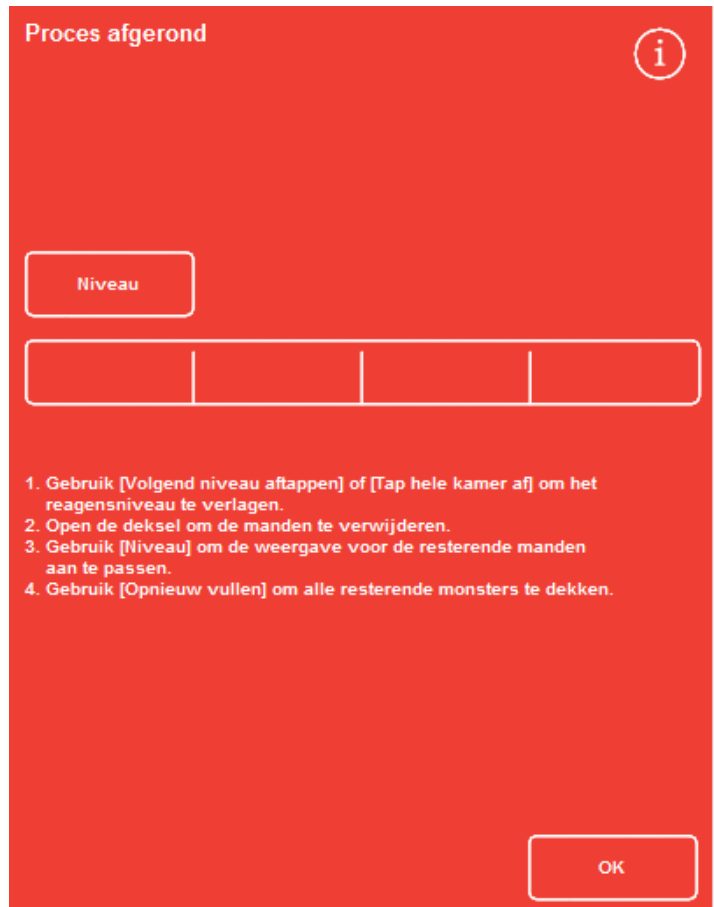 Proces afgerond
i
Niveau
1. Gebruik [Volgend niveau aftappen] of [Tap hele kamer af] om het
reagensniveau te verlagen.
2. Open de deksel om de manden te verwijderen.
3. Gebruik [Niveau] om de weergave voor de resterende manden
aan te passen.
4. Gebruik [Opnieuw vullen] om alle resterende monsters te dekken.
OK